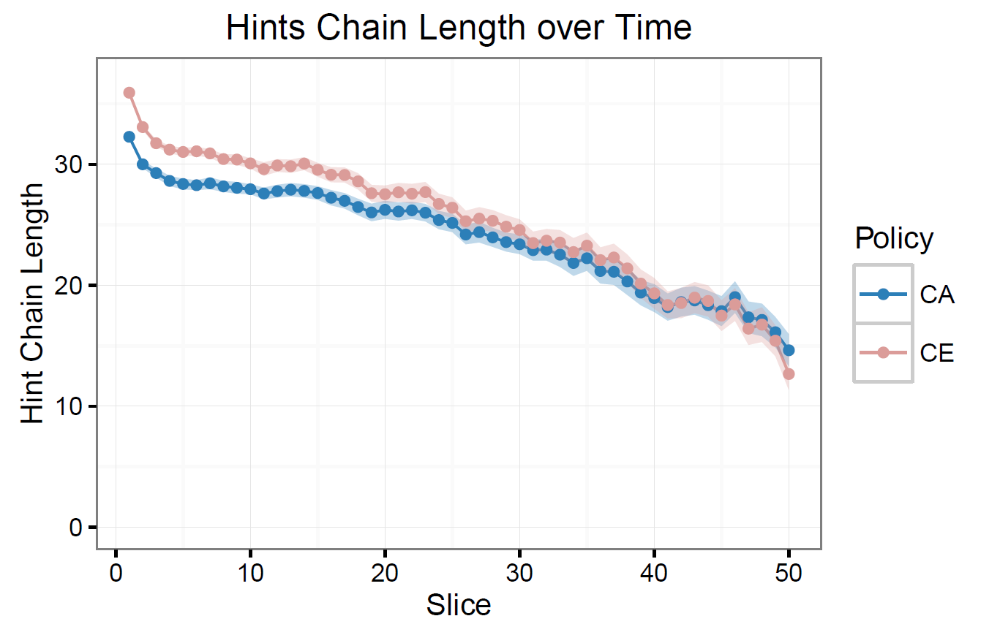 Hints Chain Length over Time
Hint Chain Length
30
20
10
0
0 10 20 30 40 50
Slice
Policy
CA
CE